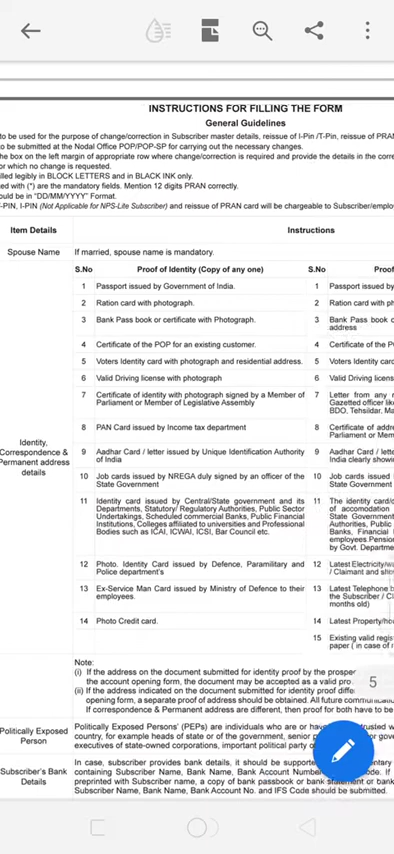 INSTRUCTIONS FOR FILLING THE FORM
General Guidelines
to be used for the purpose of change/correction in Subscriber master details, reissue of I-Pin /T-Pin, reissue of PRAN
to be submitted at the Nodal Office POP/POP-SP for carrying out the necessary changes.
the box on the left margin of appropriate row where change/correction is required and provide the details in the corre
or which no change is requested.
illed legibly in BLOCK LETTERS and in BLACK INK only.
ed with (*) are the mandatory fields. Mention 12 digits PRAN correctly.
ould be in "DD/MM/YYYY" Format.
-PIN, I-PIN (Not Applicable for NPS-Lite Subscriber) and reissue of PRAN card will be chargeable to Subscriber/emplo
Item Details Instructions
Spouse Name If married, spouse name is mandatory.
S.No Proof of Identity (Copy of any one) S.No Proof
1 Passport issued by Government of India. 1 Passport issued by
2 Ration card with photograph. 2 Ration card with ph
3 Bank Pass book or certificate with Photograph. 3 Bank Pass book o
address
4 Certificate of the POP for an existing customer. 4 Certificate of the P
5 Voters Identity card with photograph and residential address. 5 Voters Identity card
6 Valid Driving license with photograph 6 Valid Driving licens
7 Certificate of identity with photograph signed by a Member of 7 Letter from any r
Parliament or Member of Legislative Assembly Gazetted officer lik
BDO, Tehsildar, Ma
8 PAN Card issued by Income tax department 8 Certificate of addr
Parliament or Mem
Identity,
Correspondence &
Permanent address
details
9 Aadhar Card / letter issued by Unique Identification Authority 9 Aadhar Card / lette
of India India clearly showi
10 Job cards issued by NREGA duly signed by an officer of the 10 Job cards issued
State Government State Government
11 Identity card issued by Central/State government and its 11 The identity card/d
Departments, Statutory/ Regulatory Authorities, Public Sector of accomodation
Undertakings, Scheduled commercial Banks, Public Financial State Government
Institutions, Colleges affiliated to universities and Professional Authorities, Public
Bodies such as ICAI, ICWAI, ICSI, Bar Council etc. Banks, Financial
employees.Pension
by Govt. Departme
12 Photo. Identity Card issued by Defence, Paramilitary and 12 Latest Electricity/wa
Police department's / Claimant and
13 Ex-Service Man Card issued by Ministry of Defence to their 13 Latest Telephone b
employees. the Subscriber / Cl
months old)
14 Photo Credit card. 14 Latest Property/ho
15 Existing valid regis
paper ( in case of r
Note:
(i) If the address on the document submitted for identity proof by the prospe
the account opening form, the document may be accepted as a valid pro
5
(ii) If the address indicated on the document submitted for identity proof diffe
opening form, a separate proof of address should be obtained. All future communicatio
If correspondence & Permanent address are different, then proof for both have to be
Politically Exposed
Person
Politically Exposed Persons' (PEPs) are individuals who are or have trusted w
country, for example heads of state or of the government, senior p or gove
executives of state-owned corporations, important political party o
Subscriber's Bank
Details
In case, subscriber provides bank details, it should be supporte entary
containing Subscriber Name, Bank Name, Bank Account Number ode. If
preprinted with Subscriber name, a copy of bank passbook or bank statement or bank
Subscriber Name, Bank Name, Bank Account No. and IFS Code should be submitted.